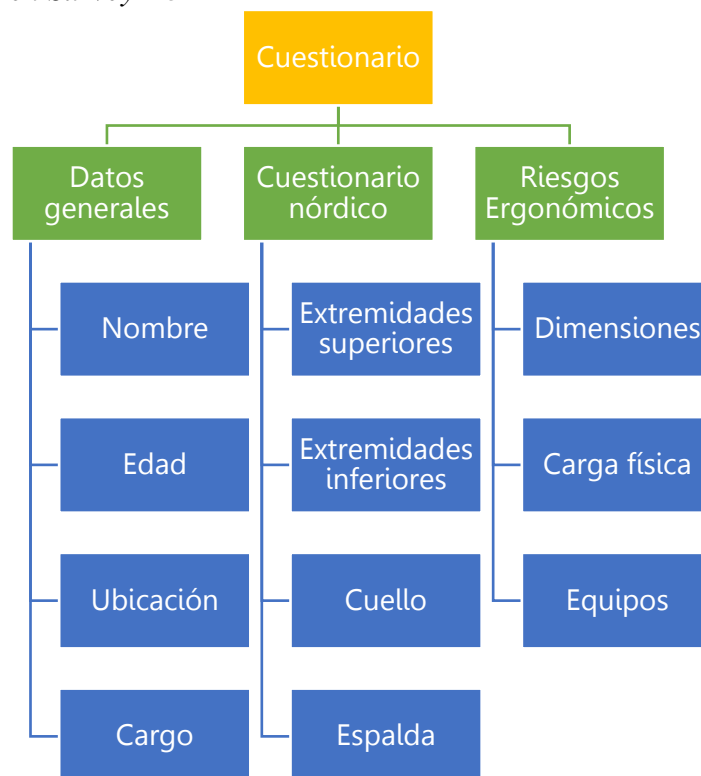 Cuestionario
Datos
generales
Cuestionario
nórdico
Riesgos
Ergonómicos
Nombre
Extremidades
superiores
Dimensiones
Edad
Extremidades
inferiores
Carga física
Ubicación
Cuello
Equipos
Cargo
Espalda